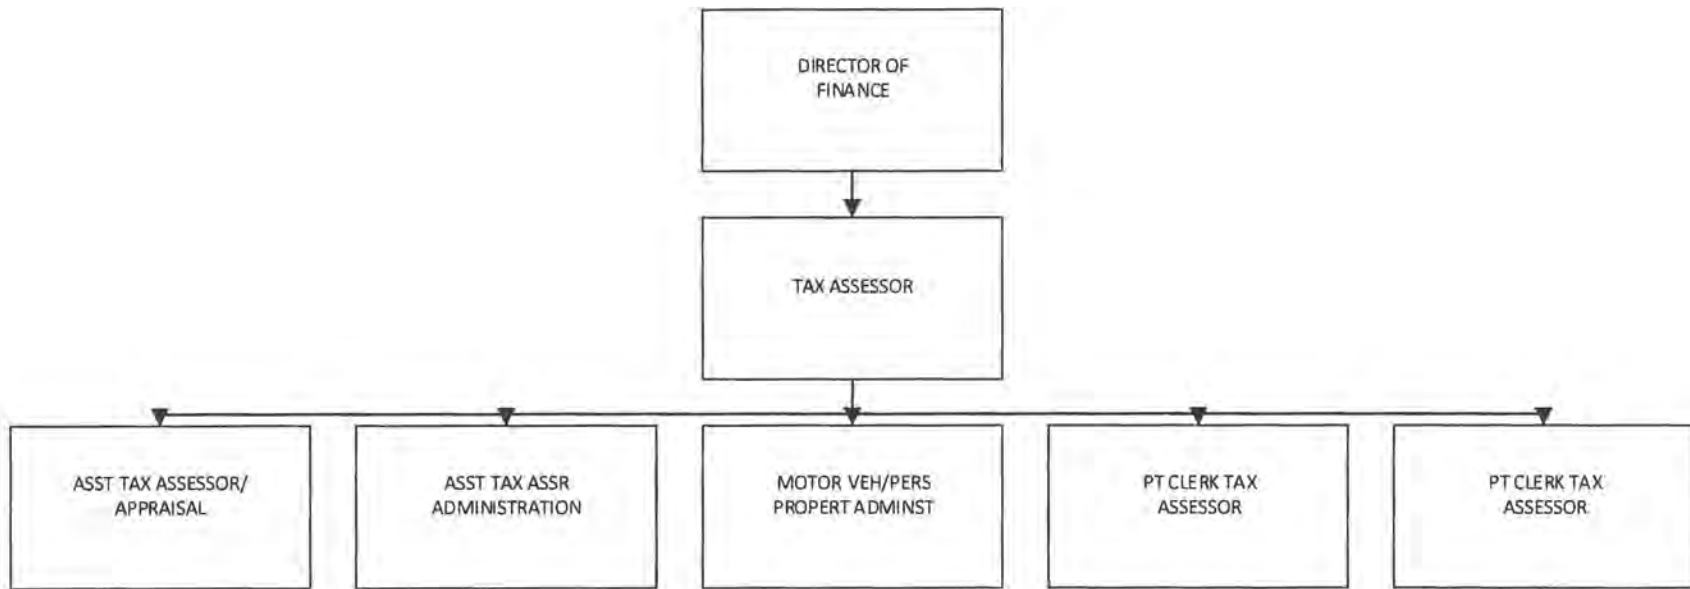 DIRECTOR OF
FINANCE
TAX ASSESSOR
ASST TAX ASSESSOR/
APPRAISAL
ASST TAX ASSR
ADMINISTRATION
MOTOR VEH/PERS
PROPERT ADMINST
PT CLERK TAX
ASSESSOR
PT CLERK TAX
ASSESSOR